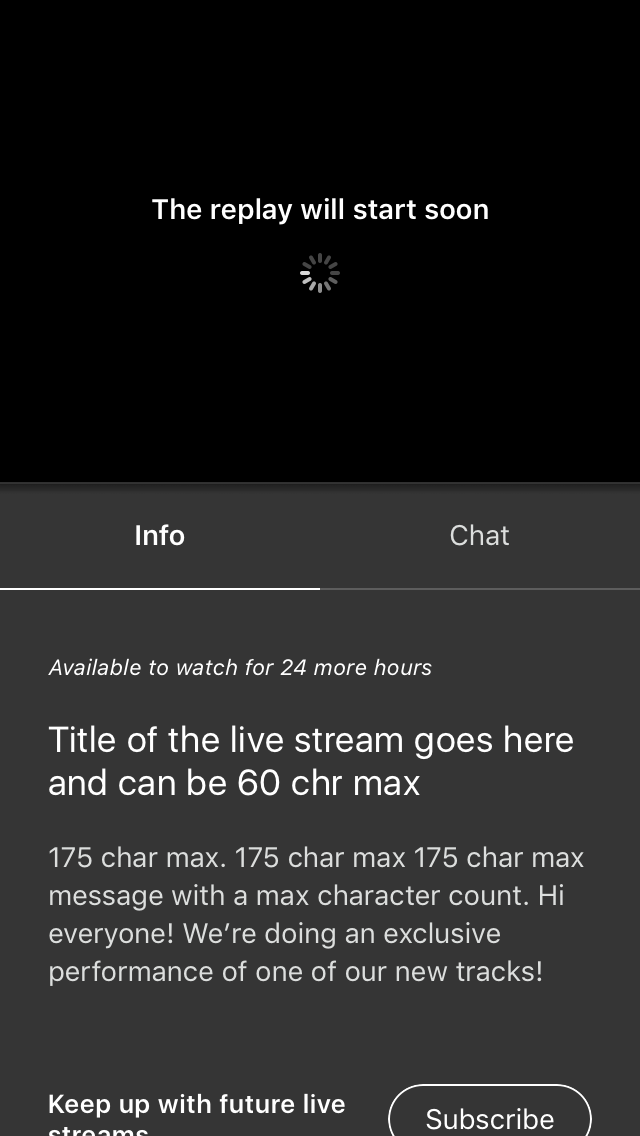 The replay will start soon
Info
Chat
Available to watch for 24 more hours
Title of the live stream goes here
and can be 60 chr max
175 char max. 175 char max 175 char max
message with a max character count. Hi
everyone! We’re doing an exclusive
performance of one of our new tracks!
Keep up with future live
streams
Subscribe